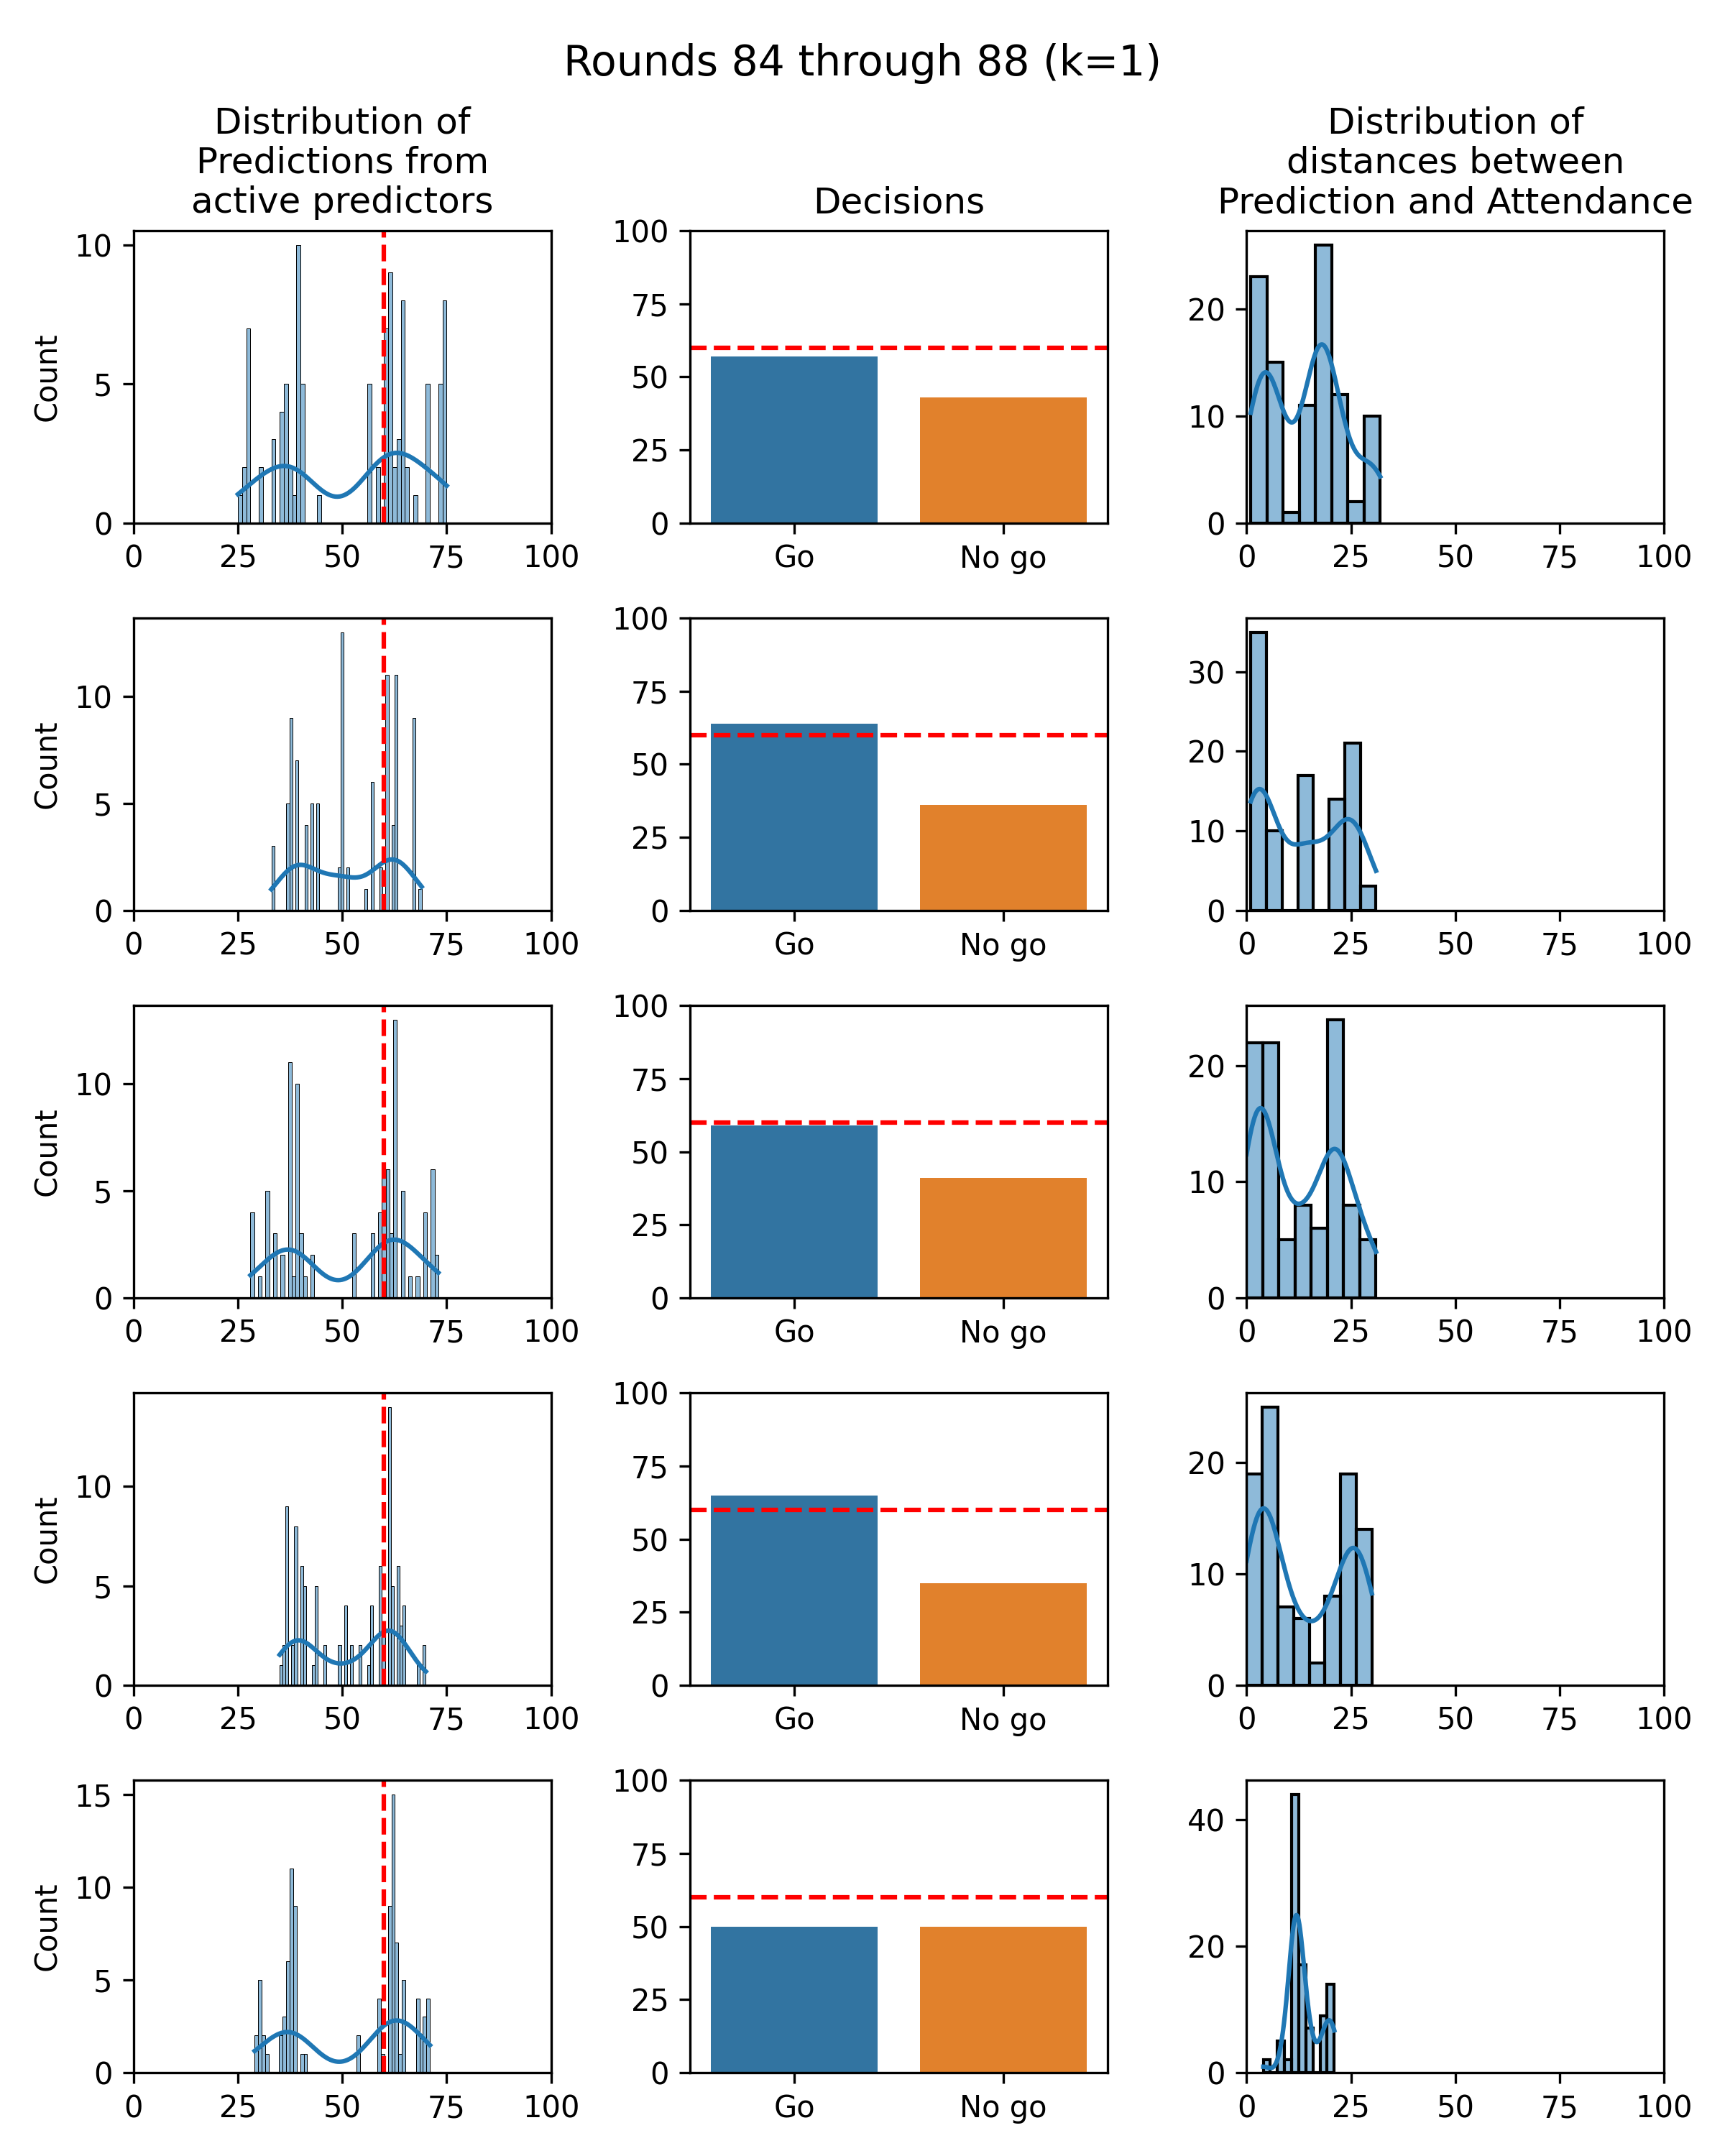 Rounds 84 through 88 (k=1)
Distribution of
Predictions from
active predictors
Decisions
Distribution of
distances between
Prediction and Attendance
10
5
0
Count
0 25 50 75 100
100
75
50
25
0
Go No go
20
10
0
0 25 50 75 100
10
5
0
Count
0 25 50 75 100
100
75
50
25
0
Go No go
30
20
10
0
0 25 50 75 100
10
5
0
Count
0 25 50 75 100
100
75
50
25
0
Go No go
20
10
0
0 25 50 75 100
10
5
0
Count
0 25 50 75 100
100
75
50
25
0
Go No go
20
10
0
0 25 50 75 100
15
10
5
0
Count
0 25 50 75 100
100
75
50
25
0
Go No go
40
20
0
0 25 50 75 100